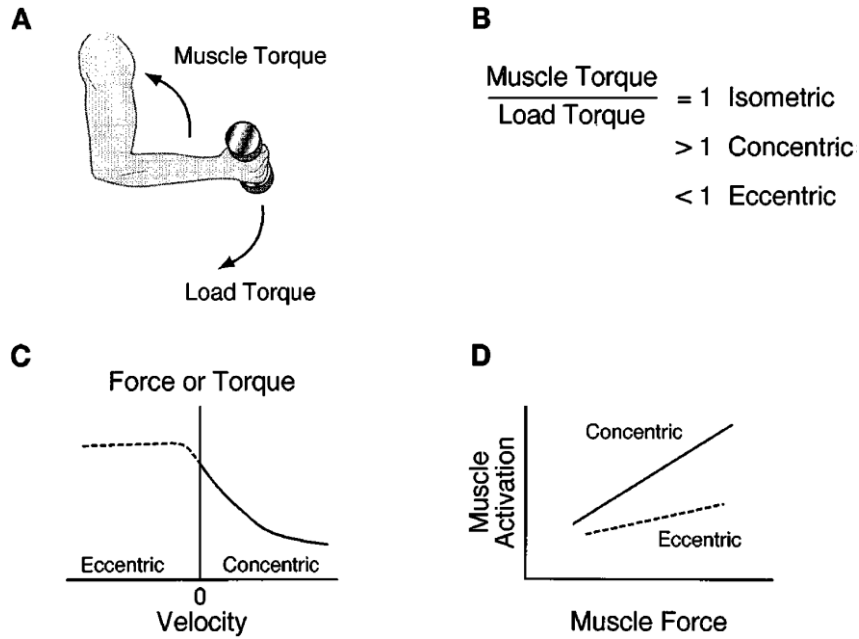 A
Muscle Torque
Load Torque
B
Muscle Torque
Load Torque
= 1 Isometric
> 1 Concentric
< 1 Eccentric
C
Force or Torque
Eccentric
Concentric
0
Velocity
D
Muscle
Activation
Concentric
Eccentric
Muscle Force